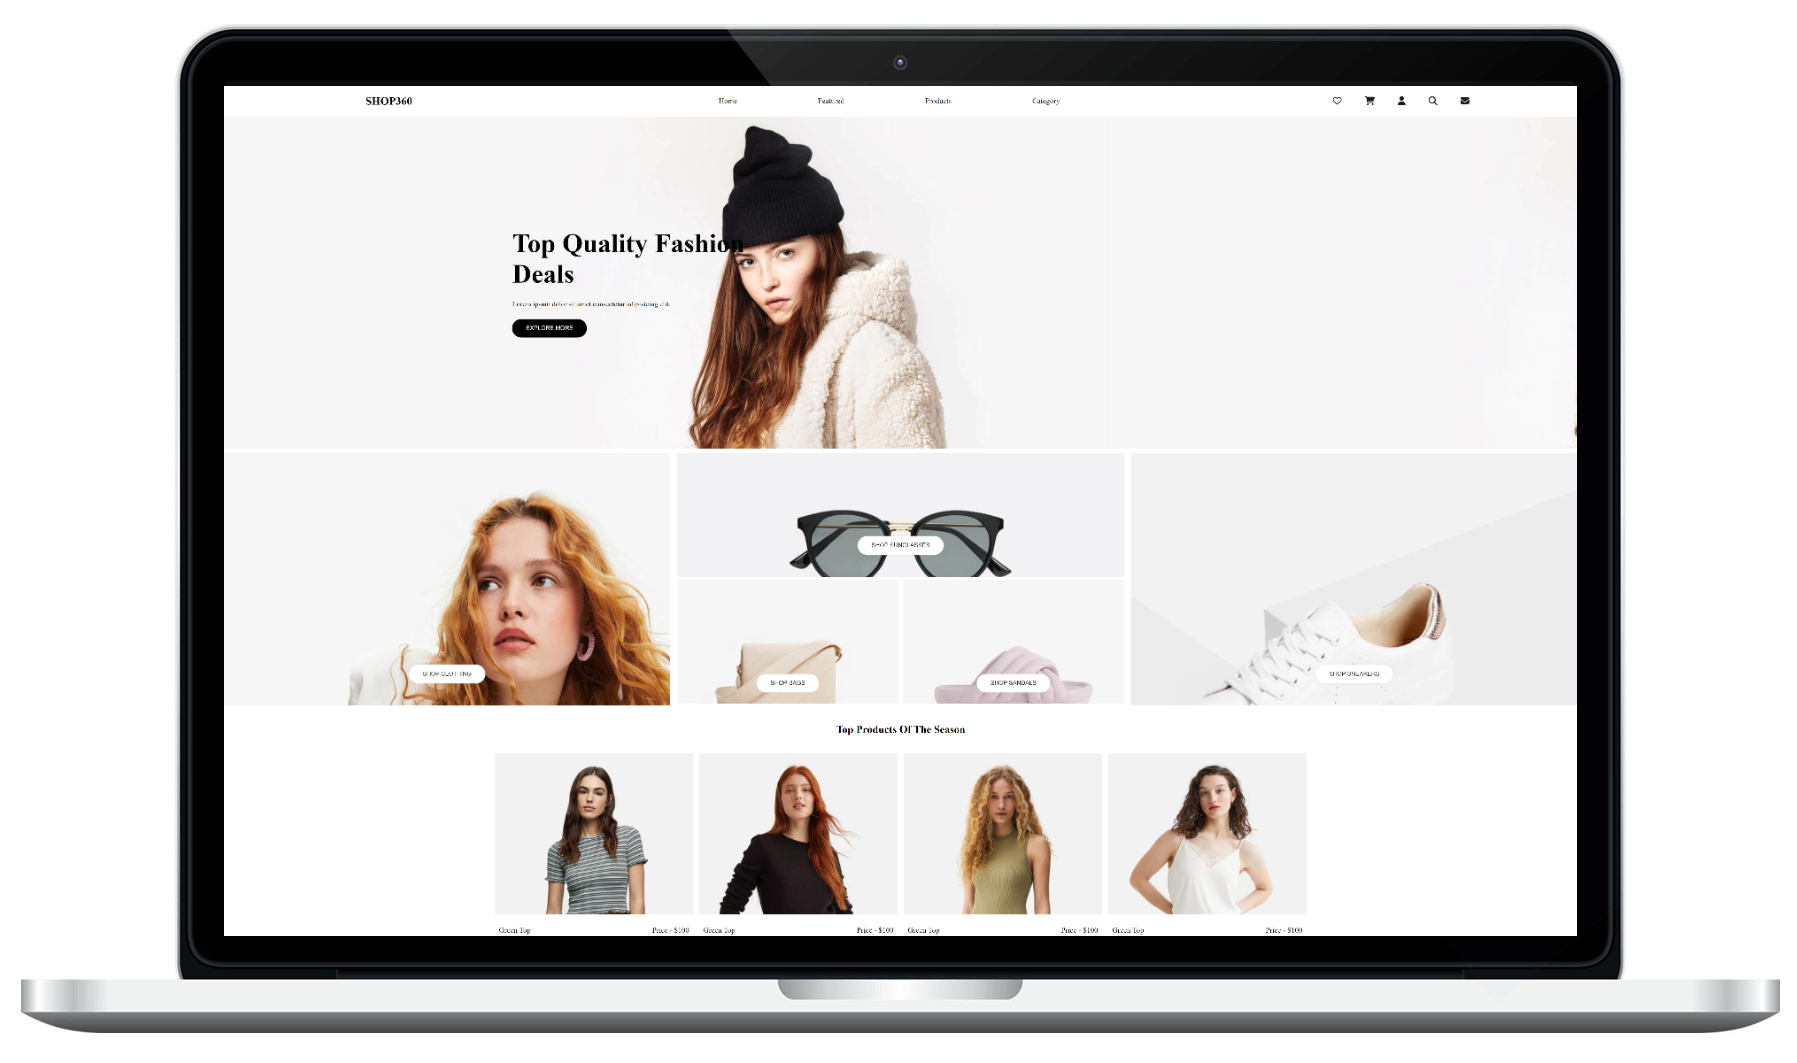 SHOP360
Home
Featured
Products
Category
Top Quality Fashion
Deals
Lorem ipsum dolor sit amet consectetur adipisicing elit.
EXPLORE MORE
SHOP SUNGLASSES
SHOP CLOTHING
SHOP BAGS
SHOP SANDALS
SHOP SNEAKERS
Top Products Of The Season
Green Top
Price - $100
Green Top
Price - $100
Green Top
Price - $100
Green Top
Price - $100